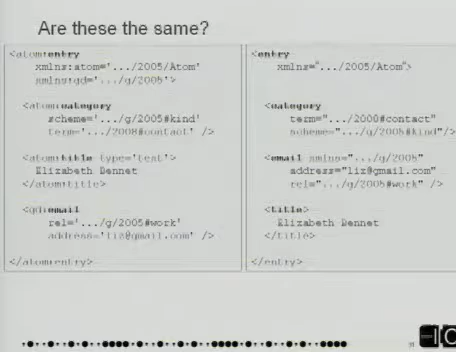 Are these the same?
<atom:entry
xmlns:atom='.../2005/Atom'
xmlns:gd='.../g/2005'>
<atom:category
scheme='.../g/2005#kind'
term='.../2008#contact' />
<atom:title type='text'>
Elizabeth Bennet
</atom:title>
<gd:email
rel='.../g/2005#work'
address='liz@gmail.com' />
</atom:entry>
<entry
xmlns=".../2005/Atom">
<category
term=".../2008#contact"
scheme=".../g/2005#kind"/>
<email xmlns=".../g/2005"
address="liz@gmail.com"
rel=".../g/2005#work" />
<title>
Elizabeth Bennet
</title>
</entry>